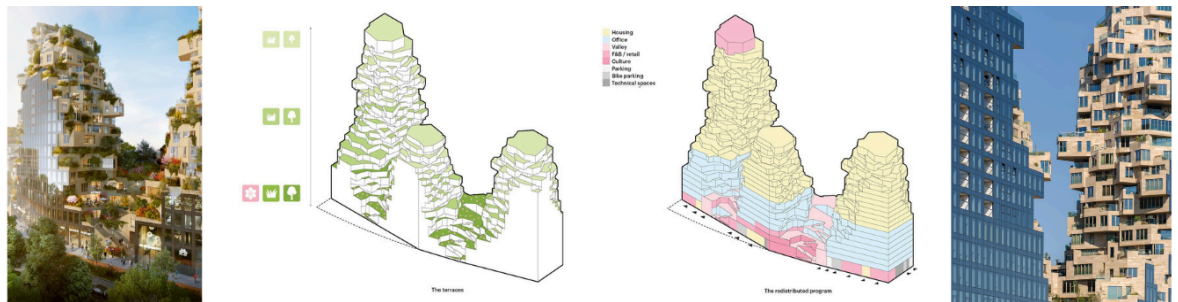 Housing
Office
Valley
F&B / retail
Culture
Parking
Bike parking
Technical spaces
The terraces
The redistributed program